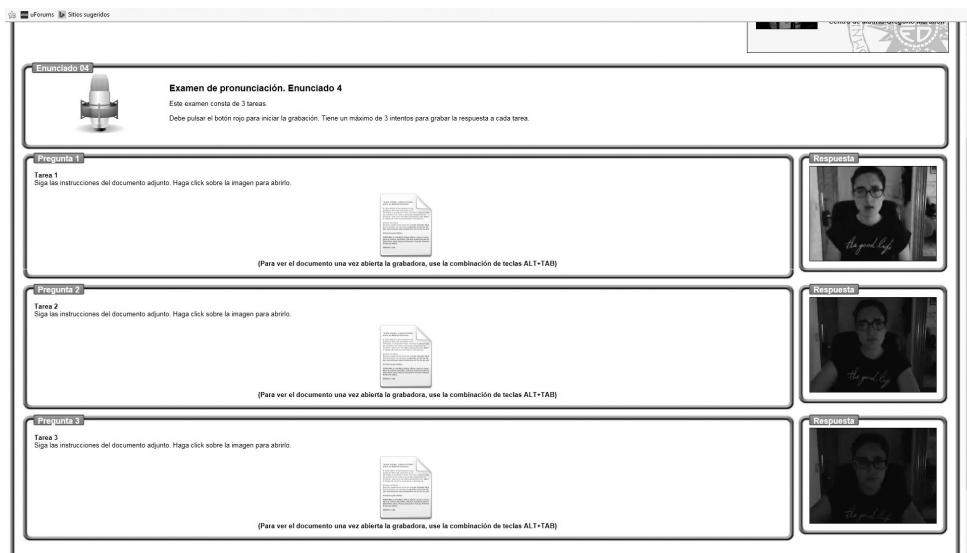 uForums Sitios sugeridos
Enunciado 04
Examen de pronunciación. Enunciado 4
Este examen consta de 3 tareas.
Debe pulsar el botón rojo para iniciar la grabación. Tiene un máximo de 3 intentos para grabar la respuesta a cada tarea.
Pregunta 1
Tarea 1
Siga las instrucciones del documento adjunto. Haga click sobre la imagen para abrirlo.
(Para ver el documento una vez abierta la grabadora, use la combinación de teclas ALT+TAB)
Respuesta
the good life
Pregunta 2
Tarea 2
Siga las instrucciones del documento adjunto. Haga click sobre la imagen para abrirlo.
(Para ver el documento una vez abierta la grabadora, use la combinación de teclas ALT+TAB)
Respuesta
the good life
Pregunta 3
Tarea 3
Siga las instrucciones del documento adjunto. Haga click sobre la imagen para abrirlo.
(Para ver el documento una vez abierta la grabadora, use la combinación de teclas ALT+TAB)
Respuesta
the good life